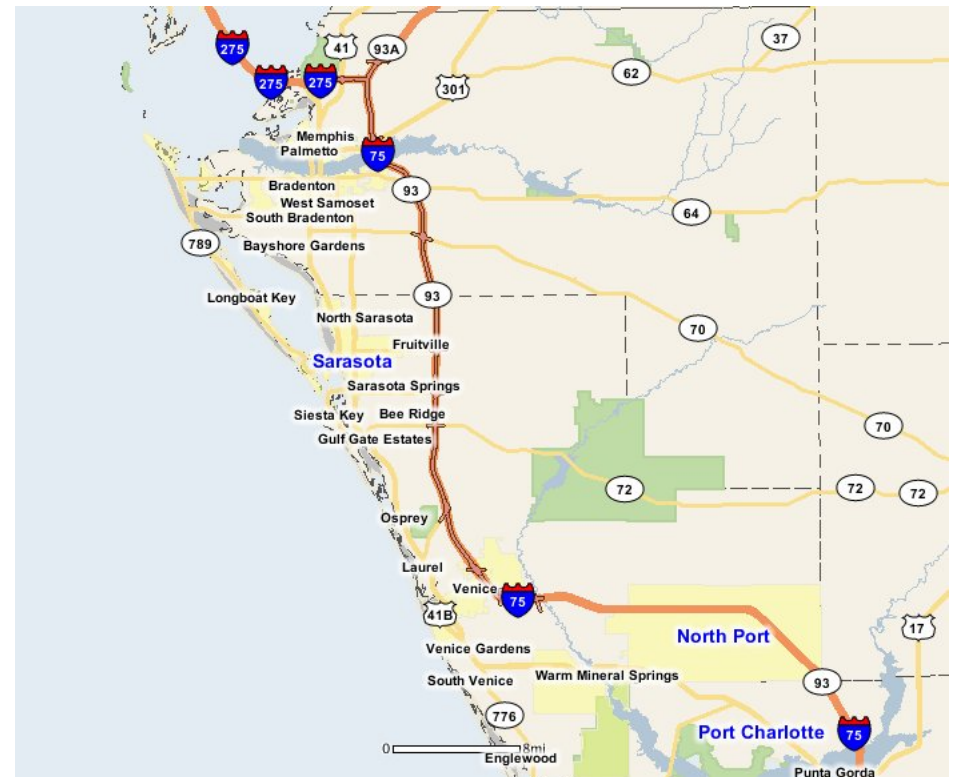 37
41
93A
275
62
275
275
301
Memphis
Palmetto
75
Bradenton
93
West Samoset
64
South Bradenton
789
Bayshore Gardens
Longboat Key
93
North Sarasota
70
Fruitville
Sarasota
Sarasota Springs
Siesta Key
Bee Ridge
70
Gulf Gate Estates
72
72
72
Osprey
Laurel
Venice
75
41B
17
North Port
Venice Gardens
Warm Mineral Springs
South Venice
93
776
Port Charlotte
75
0 8mi
Englewood
Punta Gorda